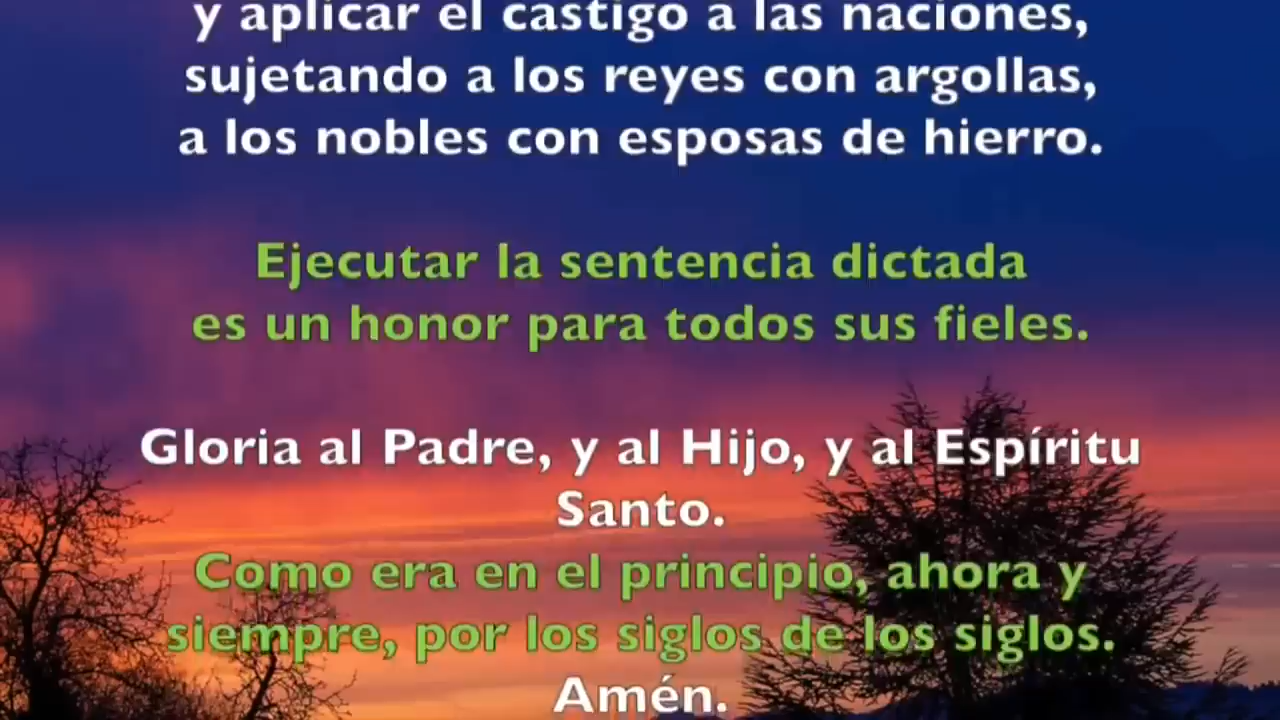 y aplicar el castigo a las naciones,
sujetando a los reyes con argollas,
a los nobles con esposas de hierro.
Ejecutar la sentencia dictada
es un honor para todos sus fieles.
Gloria al Padre, y al Hijo, y al Espíritu
Santo.
Como era en el principio, ahora y
siempre, por los siglos de los siglos.
Amén.